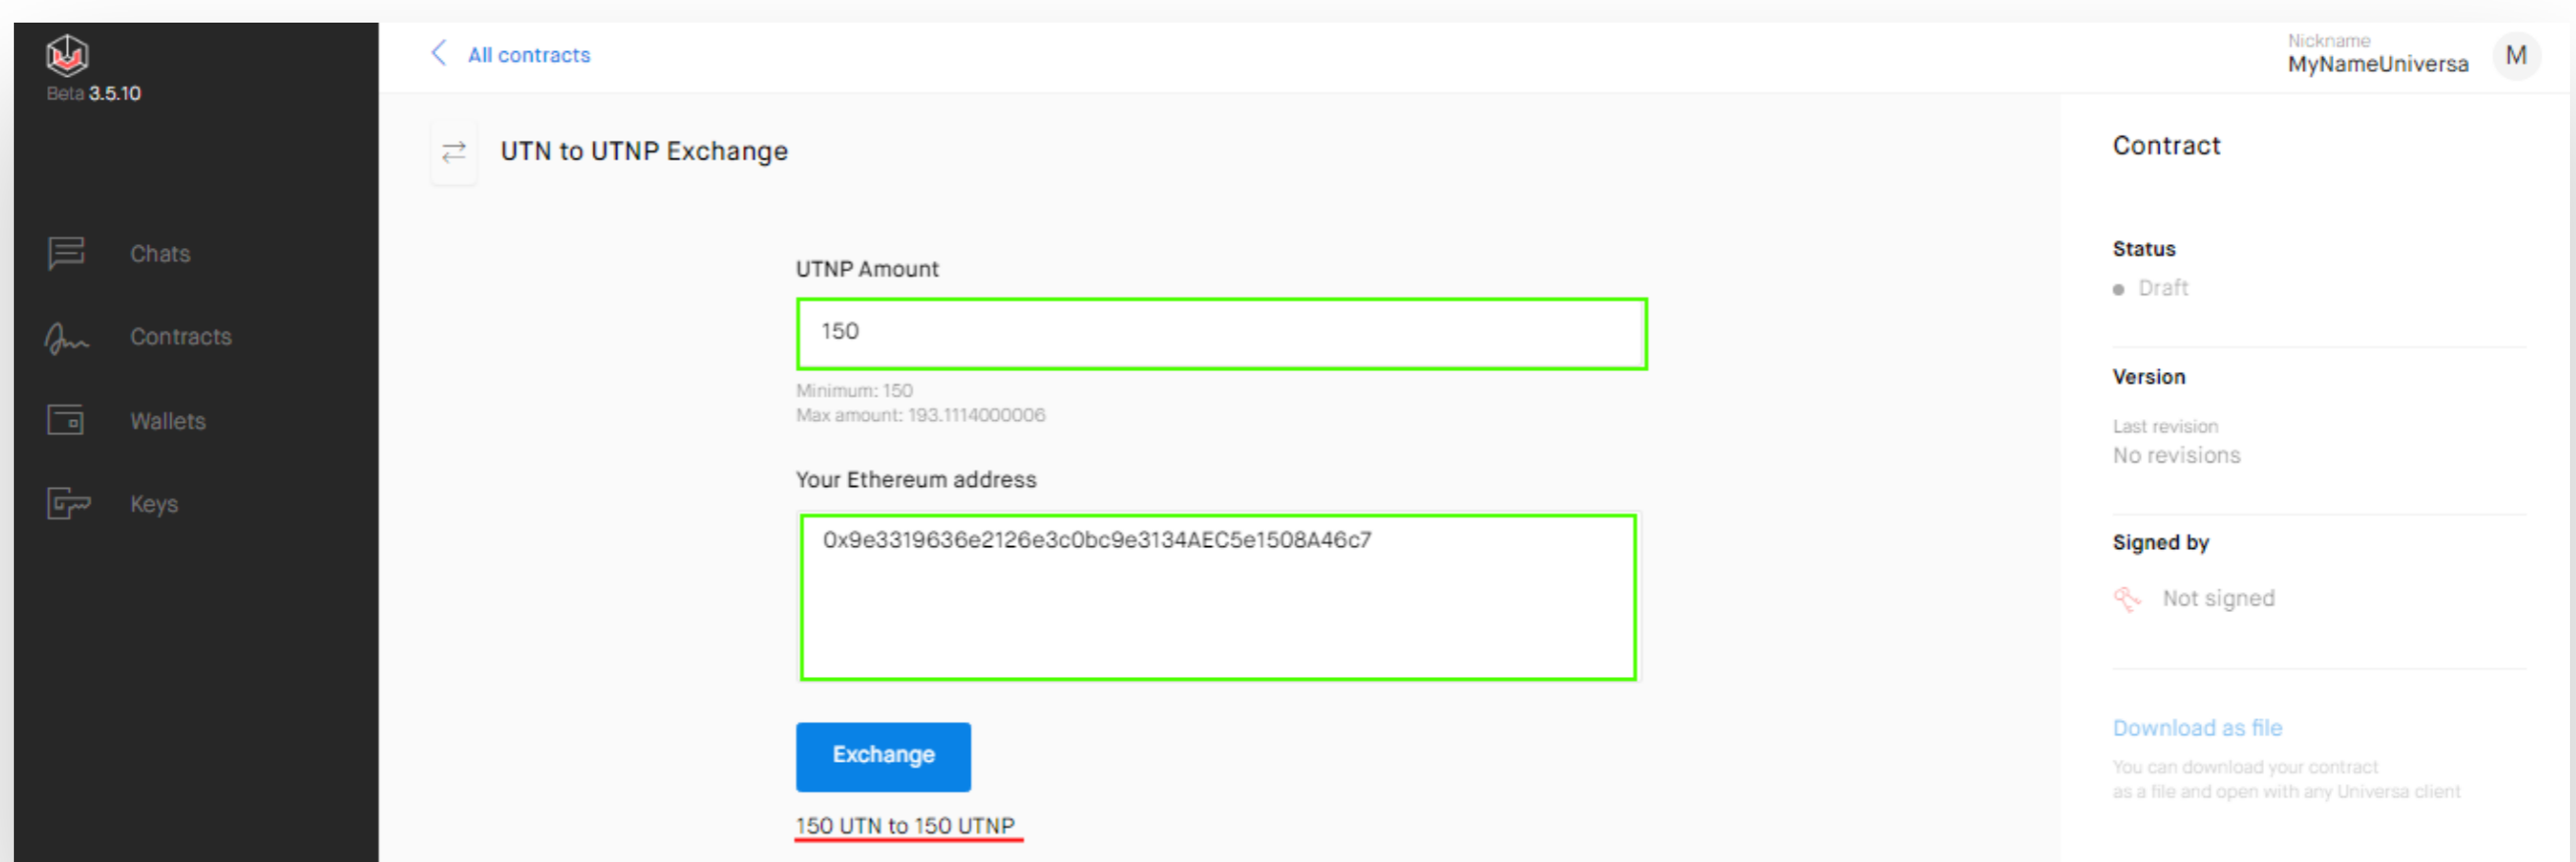 Beta 3.5.10
Chats
Contracts
Wallets
Keys
All contracts
Nickname
MyNameUniversa
M
UTN to UTNP Exchange
UTNP Amount
150
Minimum: 150
Max amount: 193.1114000006
Your Ethereum address
0x9e3319636e2126e3c0bc9e3134AEC5e1508A46c7
Exchange
150 UTN to 150 UTNP
Contract
Status
Draft
Version
Last revision
No revisions
Signed by
Not signed
Download as file
You can download your contract
as a file and open with any Universa client